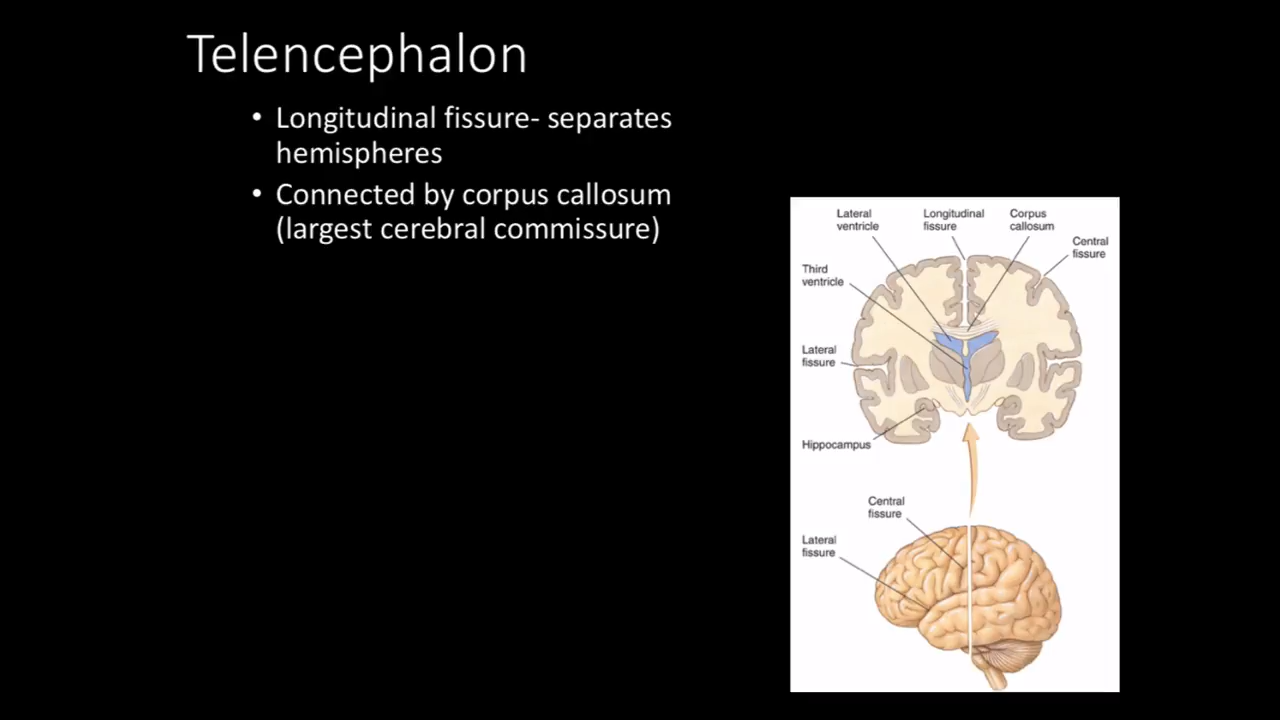 Telencephalon
• Longitudinal fissure- separates
hemispheres
• Connected by corpus callosum
(largest cerebral commissure)
Lateral
ventricle
Longitudinal
fissure
Corpus
callosum
Central
fissure
Third
ventricle
Lateral
fissure
Hippocampus
Central
fissure
Lateral
fissure